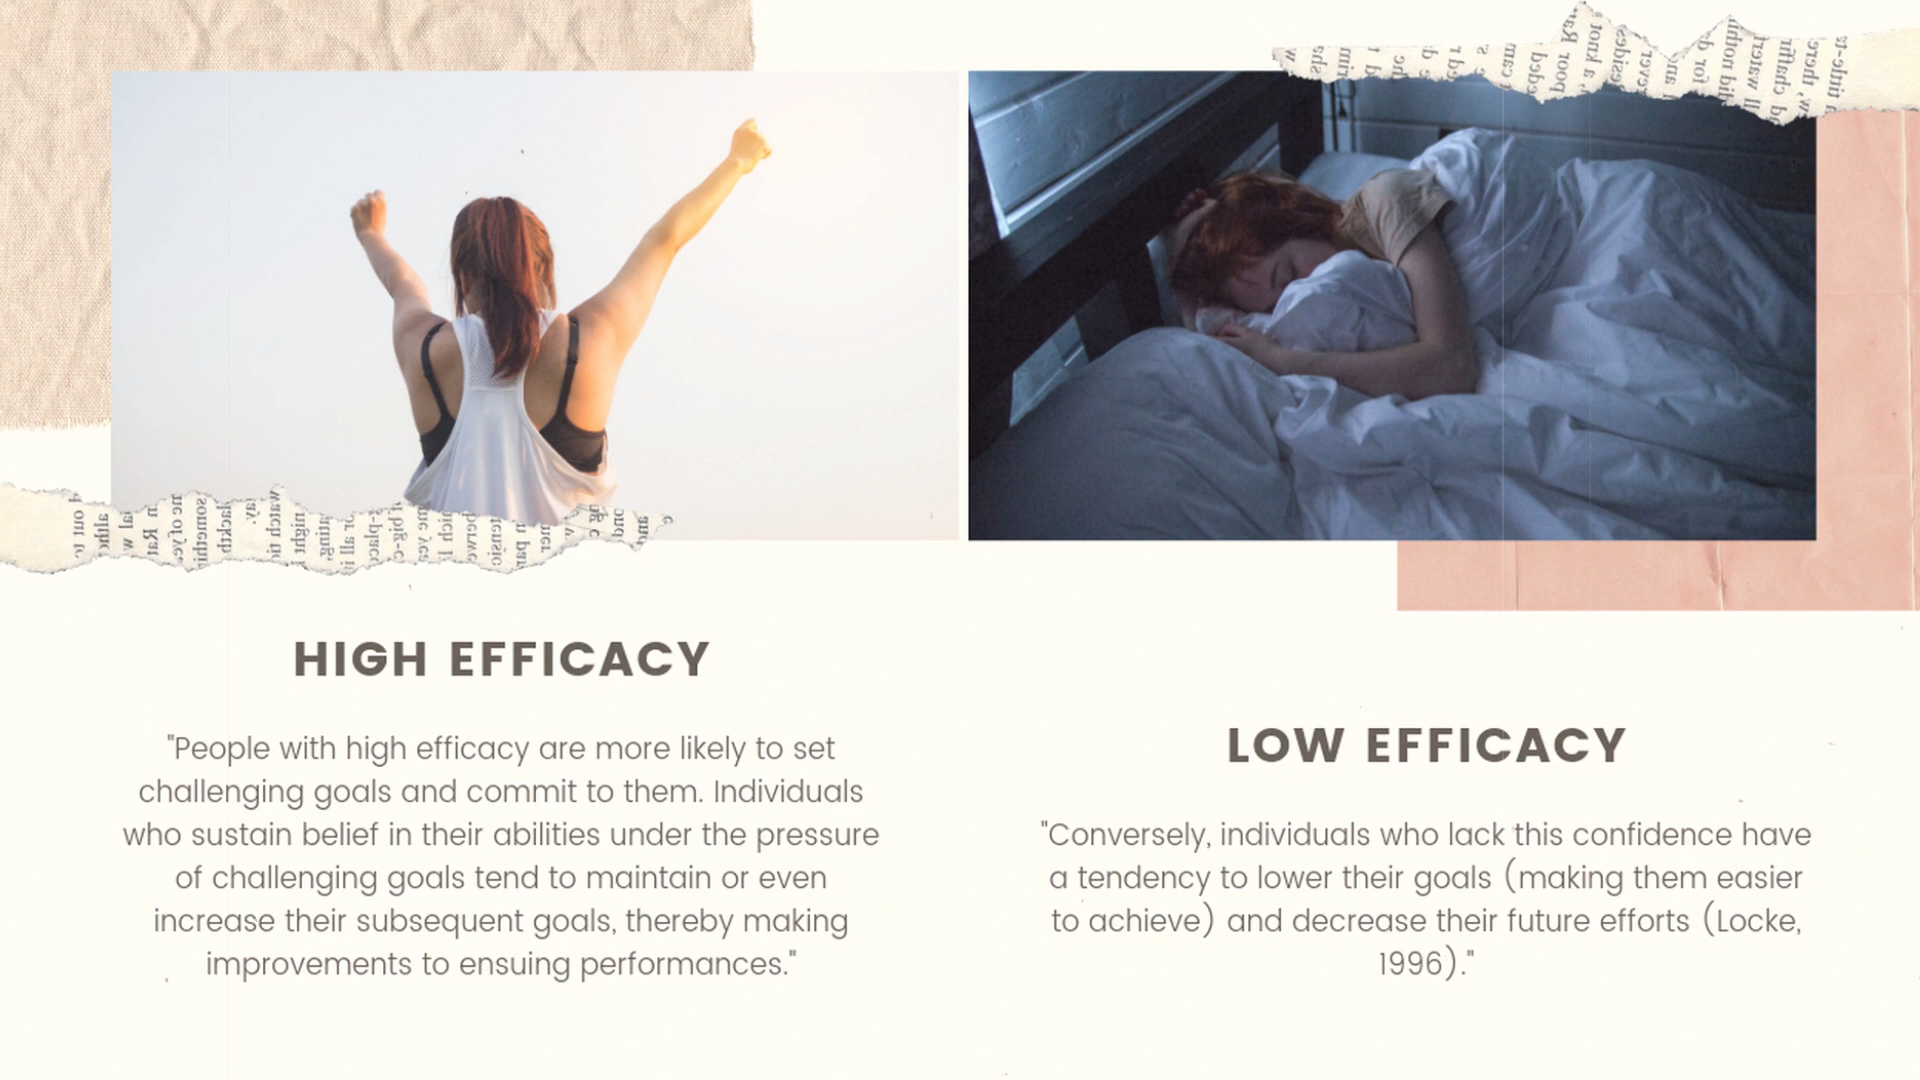 HIGH EFFICACY
"People with high efficacy are more likely to set
challenging goals and commit to them. Individuals
who sustain belief in their abilities under the pressure
of challenging goals tend to maintain or even
increase their subsequent goals, thereby making
improvements to ensuing performances."
LOW EFFICACY
"Conversely, individuals who lack this confidence have
a tendency to lower their goals (making them easier
to achieve) and decrease their future efforts (Locke,
1996)."